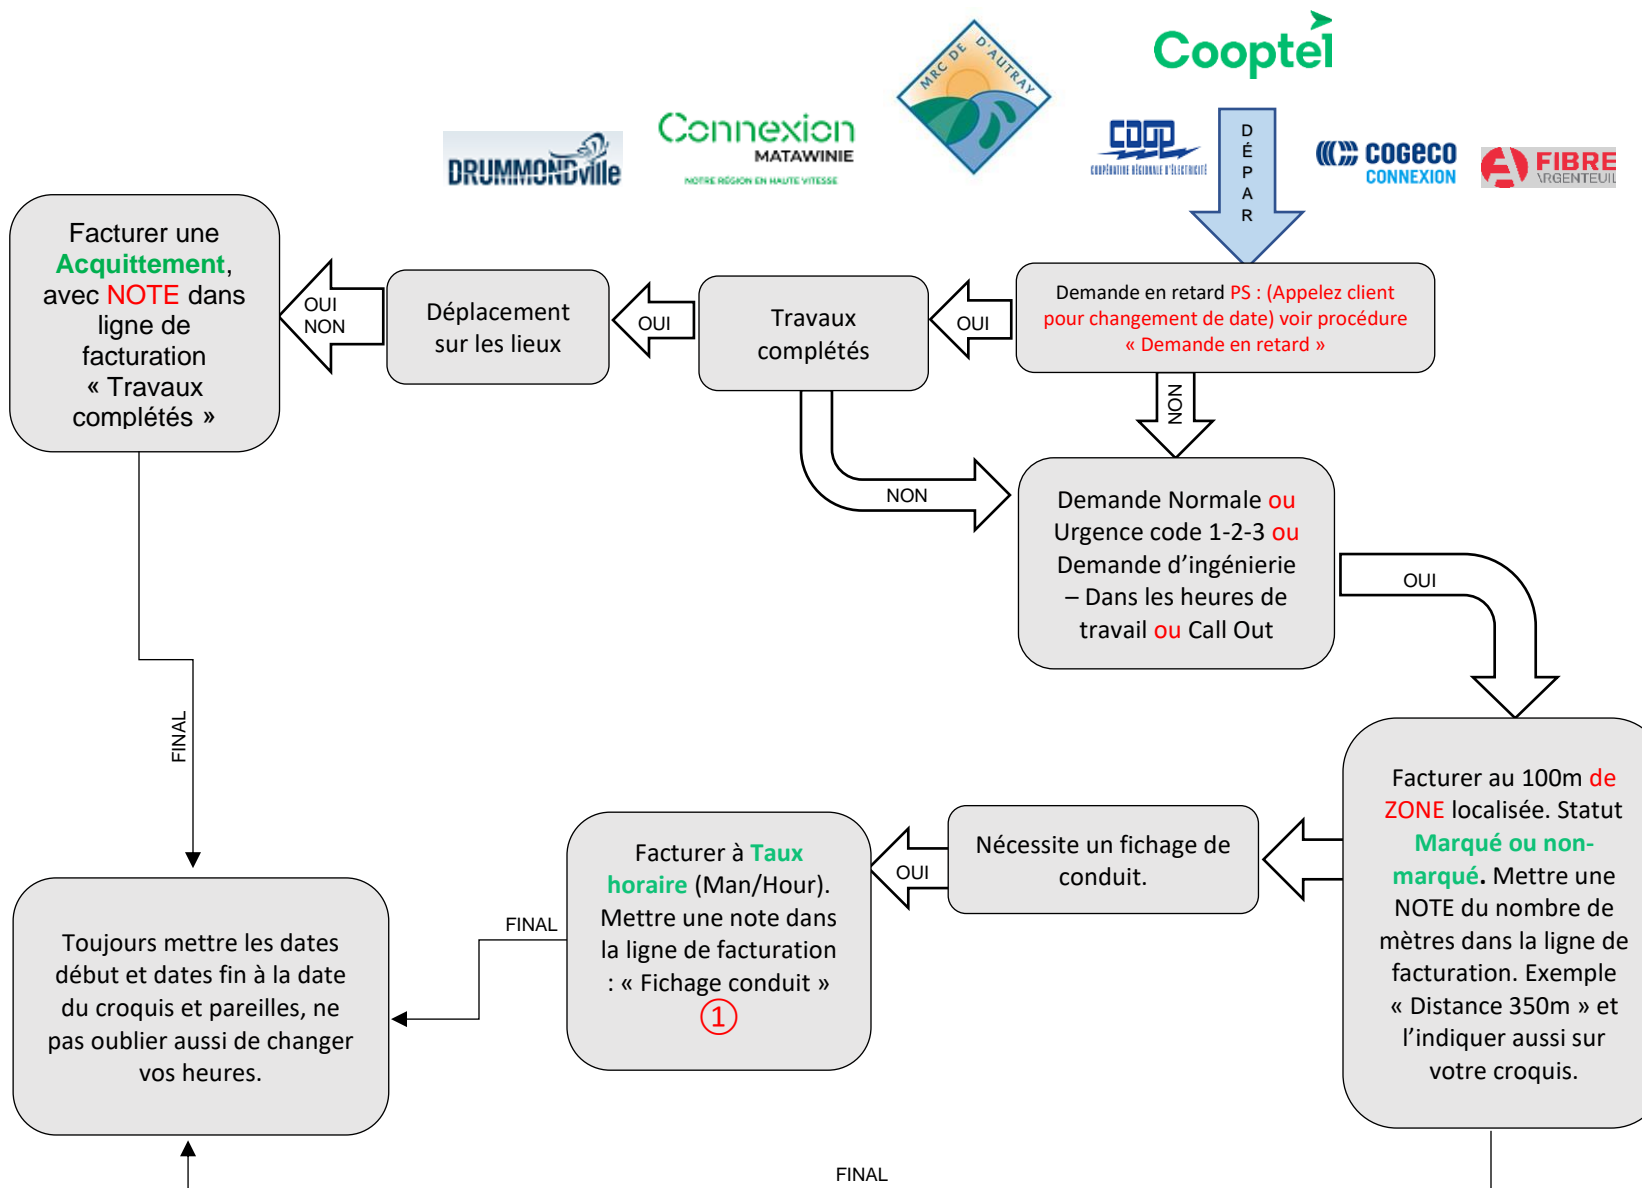 Cooptel
MRC DE D'AUTRAY
DRUMMONDville
Connexion
MATAWINIE
NOTRE RÉGION EN HAUTE VITESSE
COOP
COOPÉRATIVE RÉGIONALE D'ÉLECTRICITÉ
D
É
P
A
R
COGECO
CONNEXION
FIBRE
ARGENTEUIL
Facturer une
Acquittement,
avec NOTE dans
ligne de
facturation
« Travaux
complétés »
OUI
NON
Déplacement
sur les lieux
OUI
Travaux
complétés
OUI
Demande en retard PS : (Appelez client
pour changement de date) voir procédure
« Demande en retard »
NON
NON
Demande Normale ou
Urgence code 1-2-3 ou
Demande d’ingénierie
– Dans les heures de
travail ou Call Out
OUI
FINAL
Facturer au 100m de
ZONE localisée. Statut
Marqué ou non-
marqué. Mettre une
NOTE du nombre de
mètres dans la ligne de
facturation. Exemple
« Distance 350m » et
l’indiquer aussi sur
votre croquis.
Nécessite un fichage de
conduit.
OUI
Facturer à Taux
horaire (Man/Hour).
Mettre une note dans
la ligne de facturation
: « Fichage conduit »
①
FINAL
Toujours mettre les dates
début et dates fin à la date
du croquis et pareilles, ne
pas oublier aussi de changer
vos heures.
FINAL